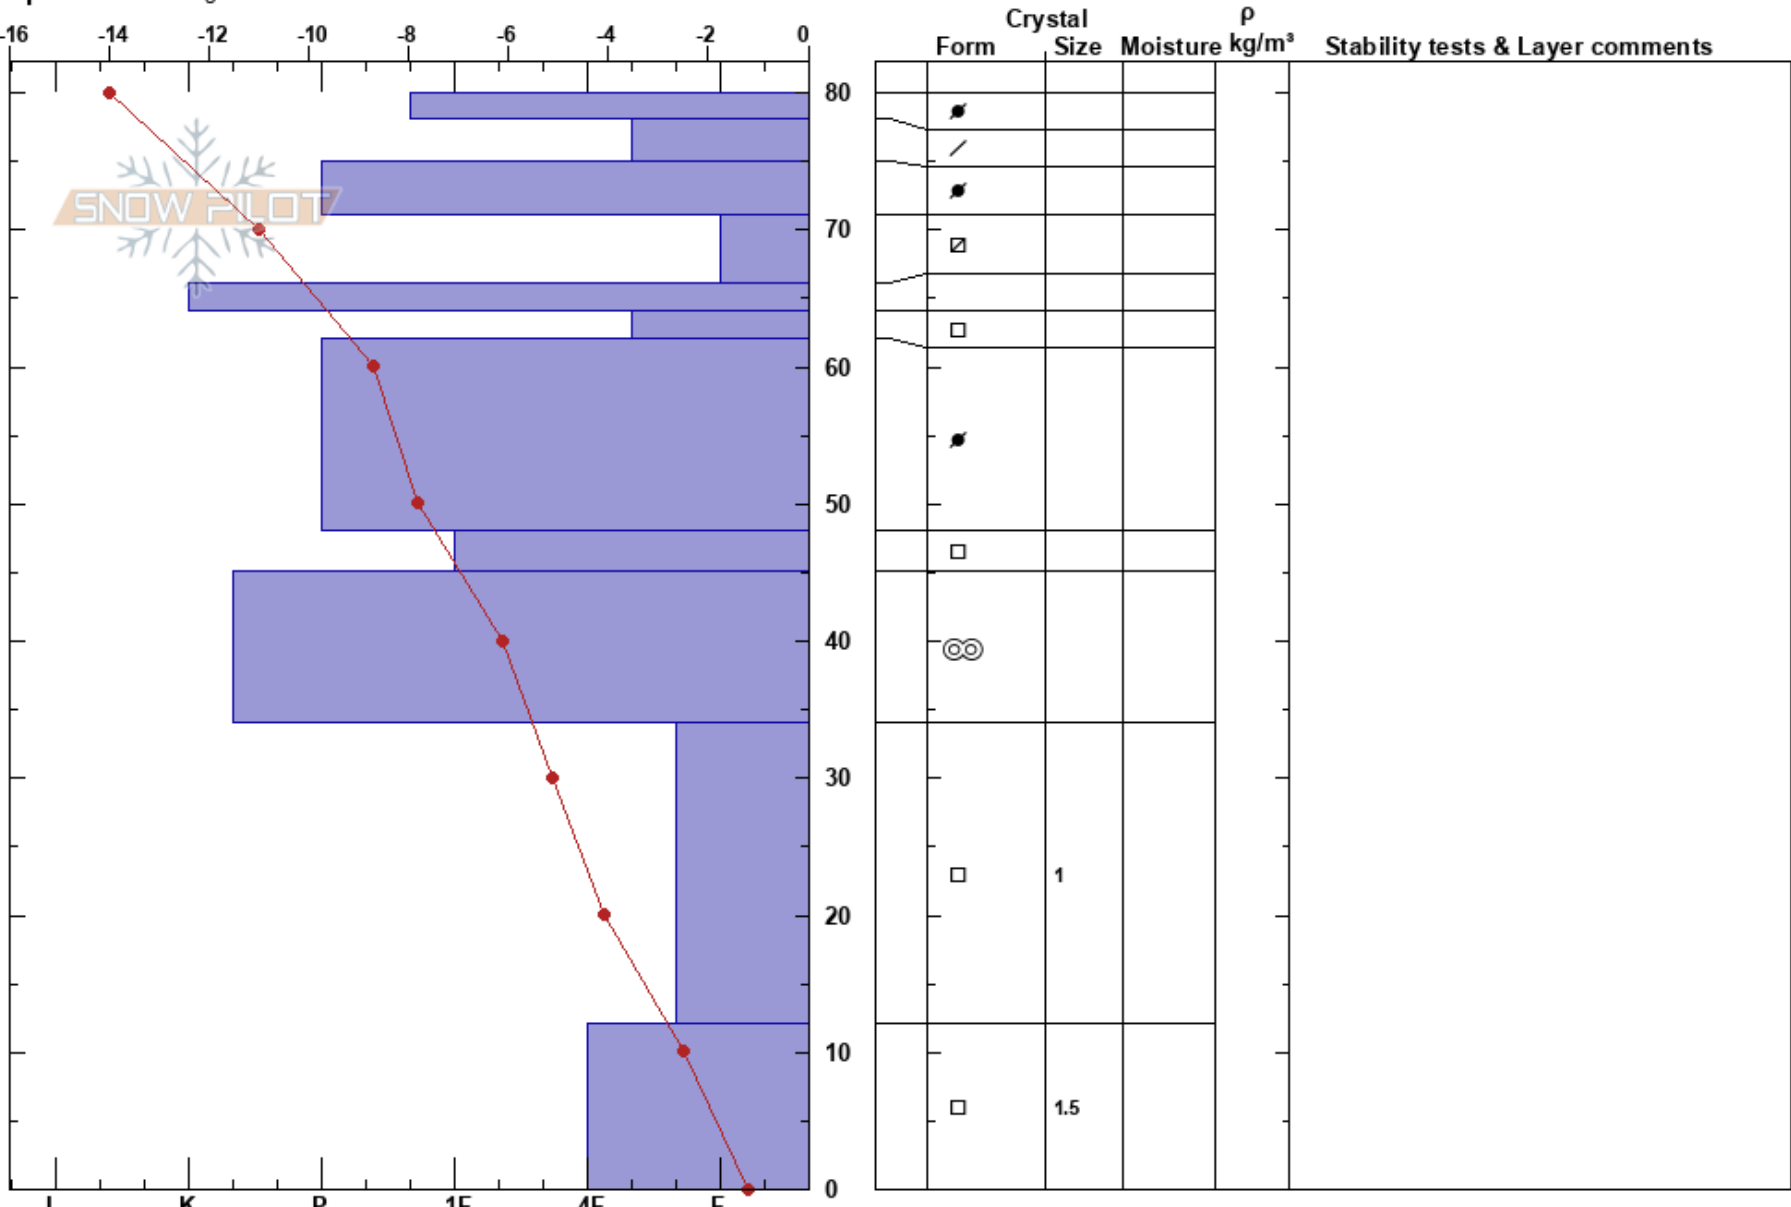 Crystal ρ
-16 -14 -12 -10 -8 -6 -4 -2 0 Form Size Moisture kg/m³ Stability tests & Layer comments
80
SNOW PILOT
70
60
50
40
30
1
20
10
1.5
0
I K P 1F 4F F